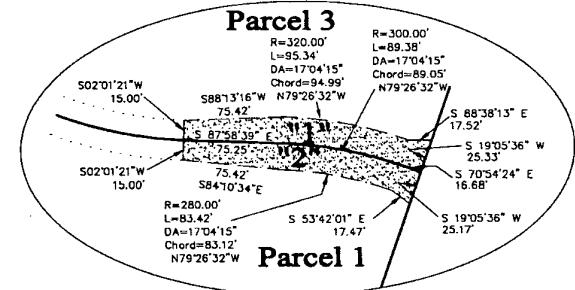 Parcel 3
R=320.00'
L=95.34'
DA=17°04'15"
Chord=94.99'
N79°26'32"W
R=300.00'
L=89.38'
DA=17°04'15"
Chord=89.05'
N79°26'32"W
S02°01'21"W
15.00'
S88°13'16"W
75.42'
S 87°58'39" E
75.25'
"1"
"2"
S 88°38'13" E
17.52'
S 19°05'36" W
25.33'
S 70°54'24" E
16.68'
S02°01'21"W
15.00'
75.42'
S84°10'34"E
R=280.00'
L=83.42'
DA=17°04'15"
Chord=83.12'
N79°26'32"W
S 53°42'01" E
17.47'
S 19°05'36" W
25.17'
Parcel 1